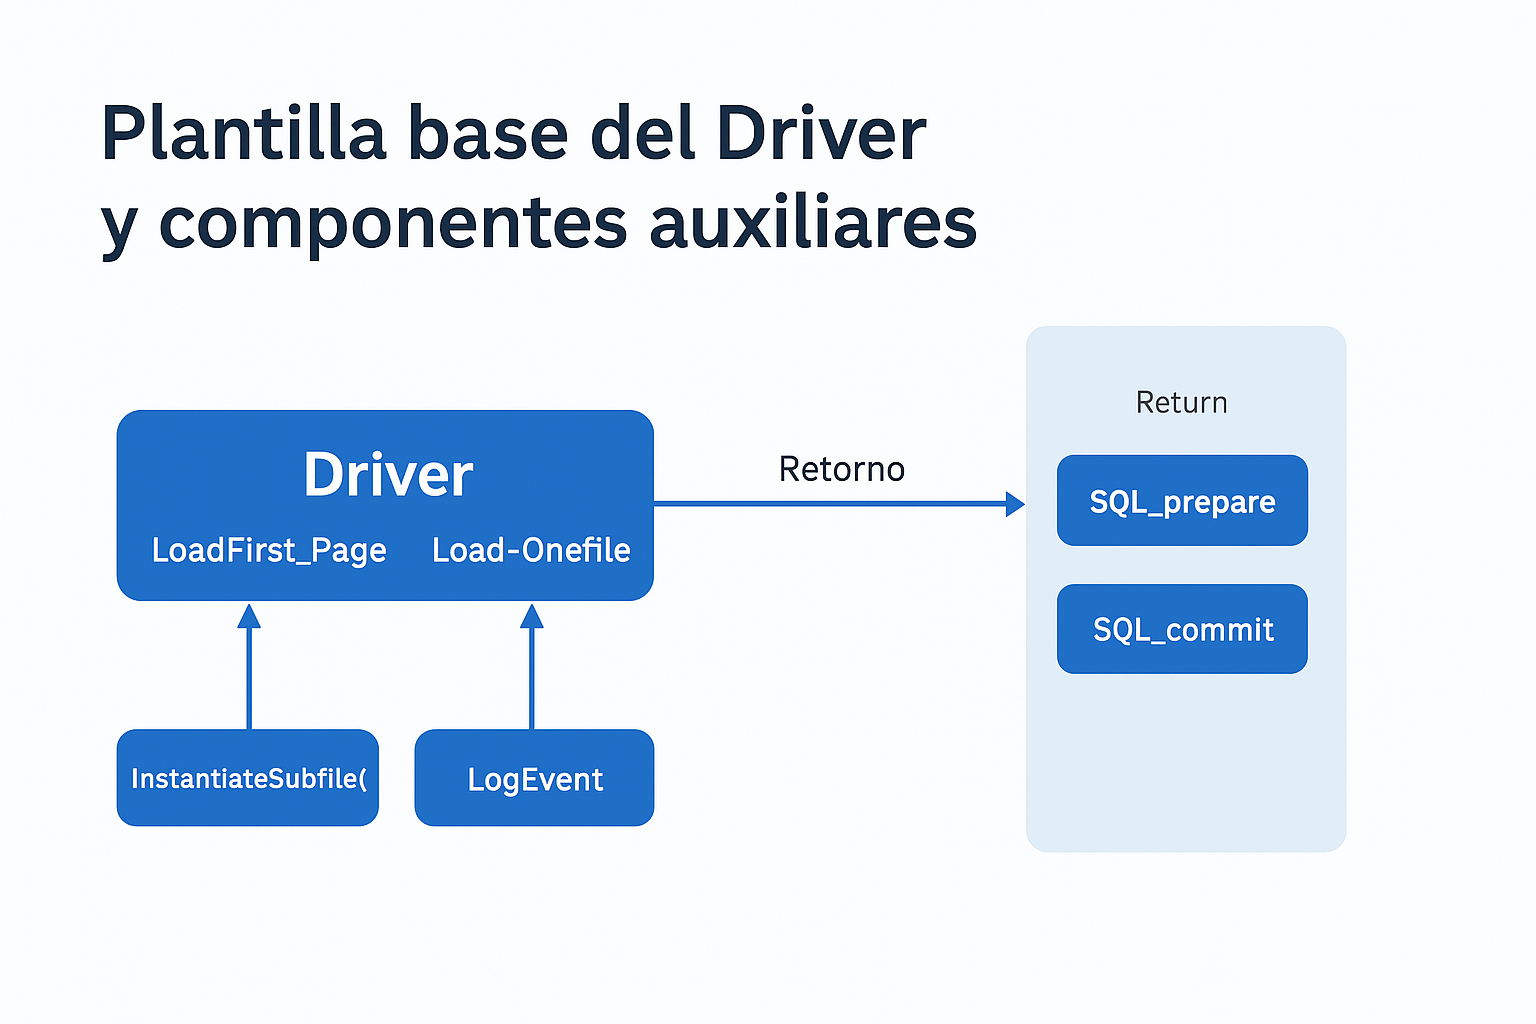 Plantilla base del Driver
y componentes auxiliares
Driver
LoadFirst_Page Load-Onefile
InstantiateSubfile(
LogEvent
Retorno
Return
SQL_prepare
SQL_commit